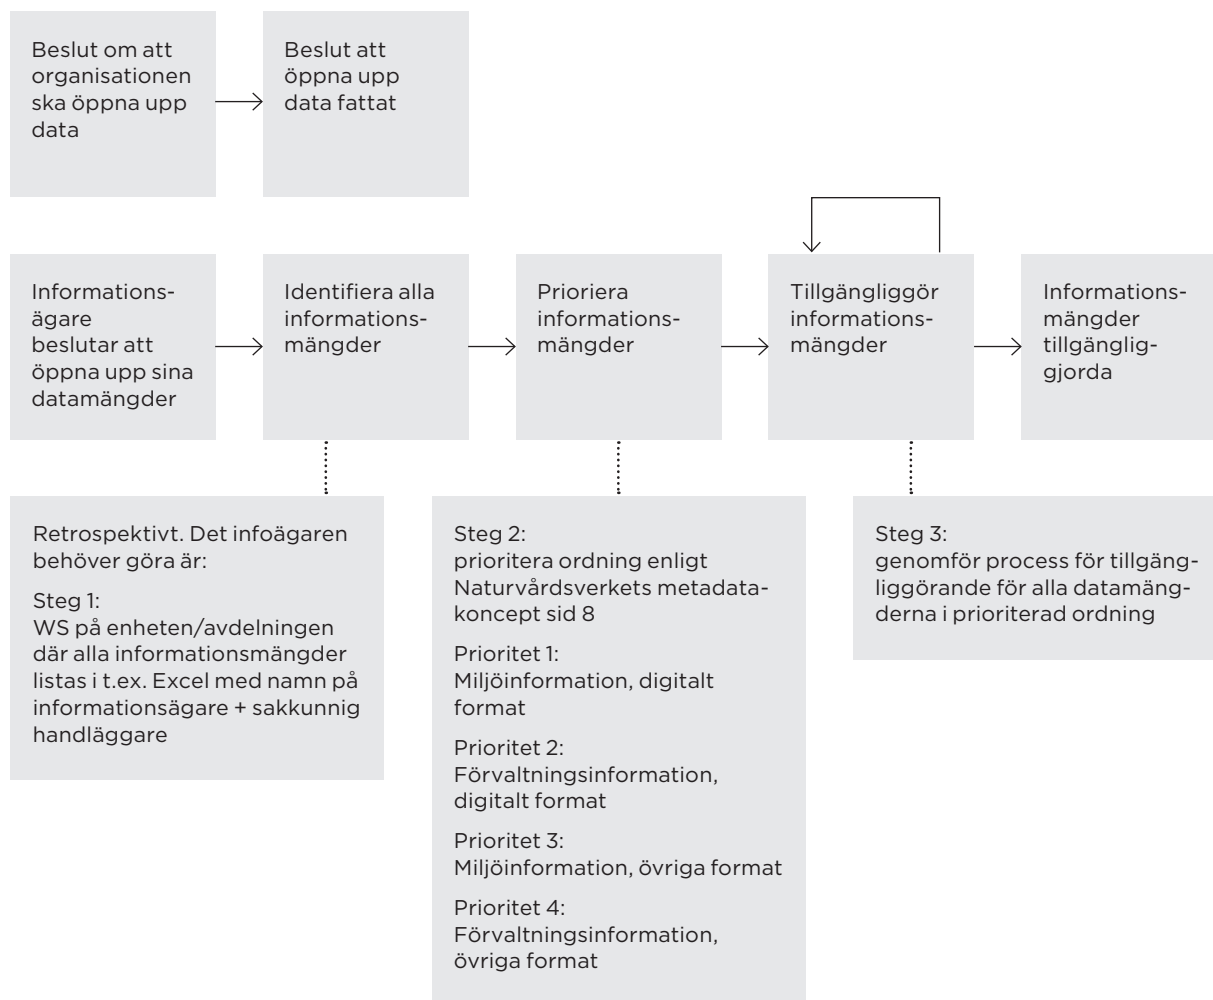 Beslut om att
organisationen
ska öppna upp
data
Beslut att
öppna upp
data fattat
Informations-
ägare
beslutar att
öppna upp sina
datamängder
Identifiera alla
informations-
mängder
Prioriera
informations-
mängder
Tillgängliggör
informations-
mängder
Informations-
mängder
tillgänglig-
gjorda
Retrospektivt. Det infoägaren
behöver göra är:
Steg 1:
WS på enheten/avdelningen
där alla informationsmängder
listas i t.ex. Excel med namn på
informationsägare + sakkunnig
handläggare
Steg 2:
prioritera ordning enligt
Naturvårdsverkets metadata-
koncept sid 8
Prioritet 1:
Miljöinformation, digitalt
format
Prioritet 2:
Förvaltningsinformation,
digitalt format
Prioritet 3:
Miljöinformation, övriga format
Prioritet 4:
Förvaltningsinformation,
övriga format
Steg 3:
genomför process för tillgäng-
liggörande för alla datamäng-
derna i prioriterad ordning